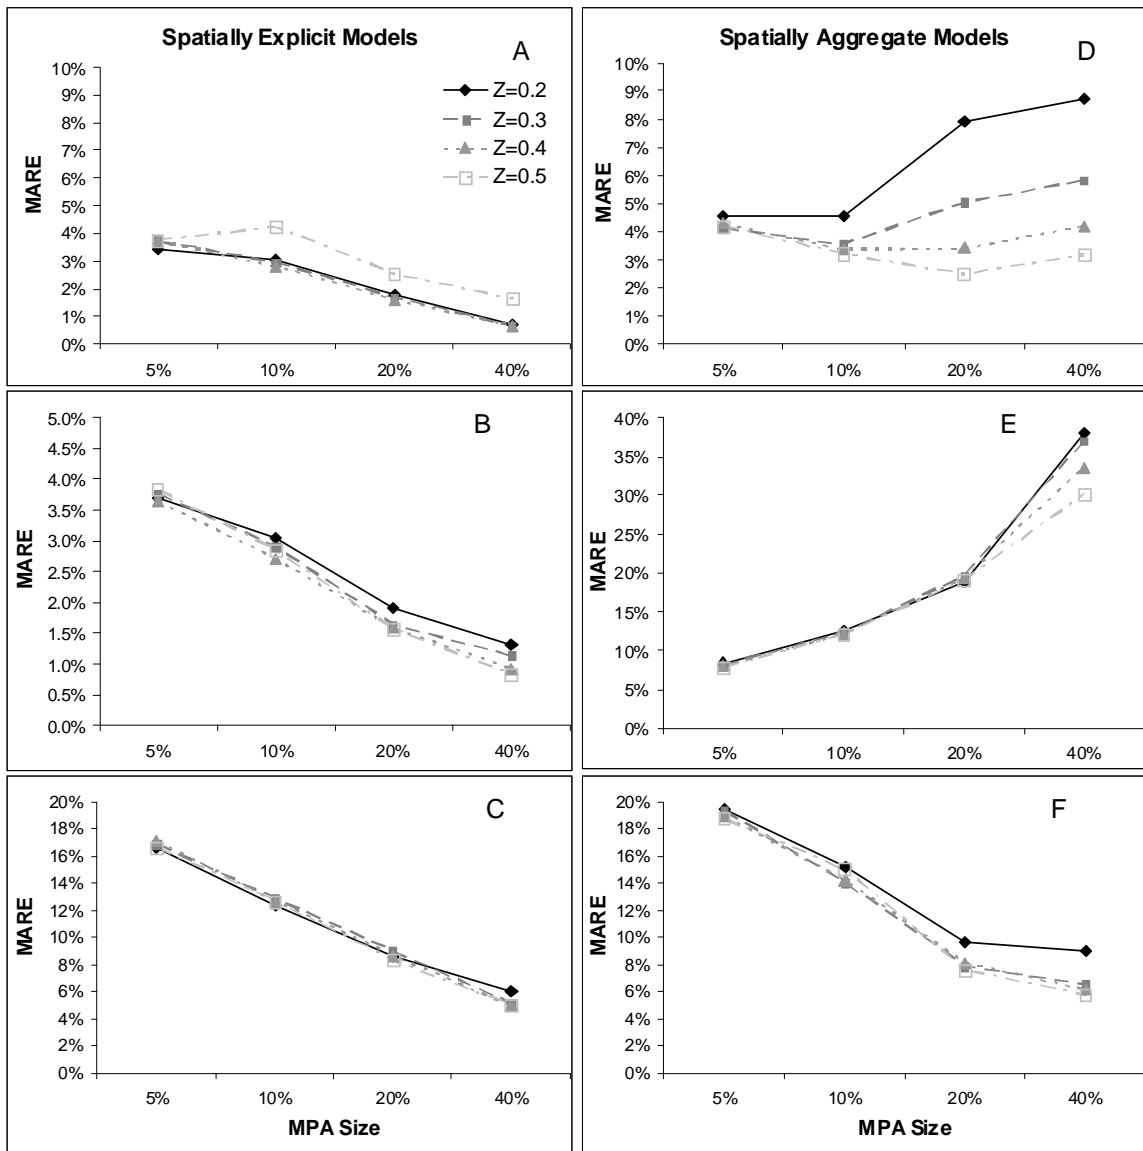 Spatially Explicit Models
A
10%
9%
8%
7%
6%
5%
4%
3%
2%
1%
0%
MARE
Z=0.2
Z=0.3
Z=0.4
Z=0.5
5% 10% 20% 40%
Spatially Aggregate Models
D
10%
9%
8%
7%
6%
5%
4%
3%
2%
1%
0%
MARE
5% 10% 20% 40%
B
5.0%
4.5%
4.0%
3.5%
3.0%
2.5%
2.0%
1.5%
1.0%
0.5%
0.0%
MARE
5% 10% 20% 40%
E
40%
35%
30%
25%
20%
15%
10%
5%
0%
MARE
5% 10% 20% 40%
C
20%
18%
16%
14%
12%
10%
8%
6%
4%
2%
0%
MARE
5% 10% 20% 40%
MPA Size
F
20%
18%
16%
14%
12%
10%
8%
6%
4%
2%
0%
MARE
5% 10% 20% 40%
MPA Size